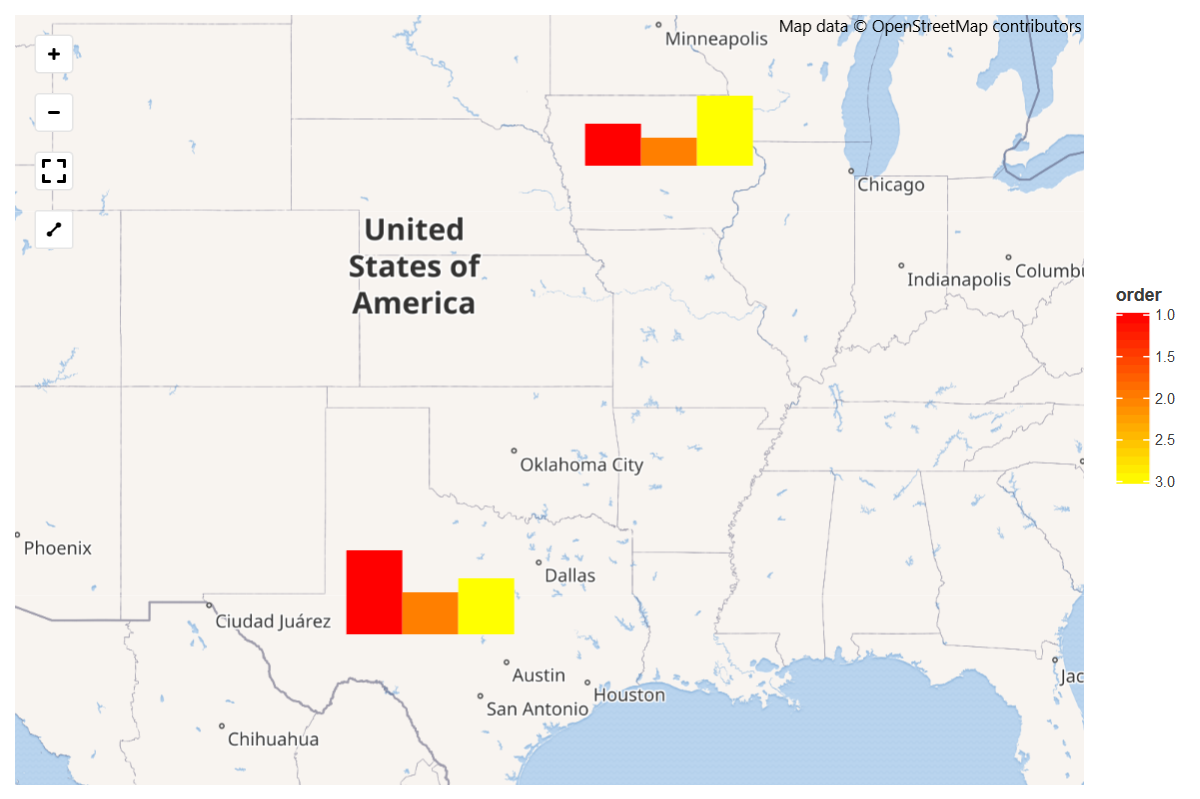 Map data © OpenStreetMap contributors
+
Minneapolis
−
Chicago
United
States of
America
Indianapolis
Columbu
order
1.0
1.5
2.0
2.5
3.0
Oklahoma City
Phoenix
Dallas
Ciudad Juárez
Austin
Houston
San Antonio
Jac
Chihuahua